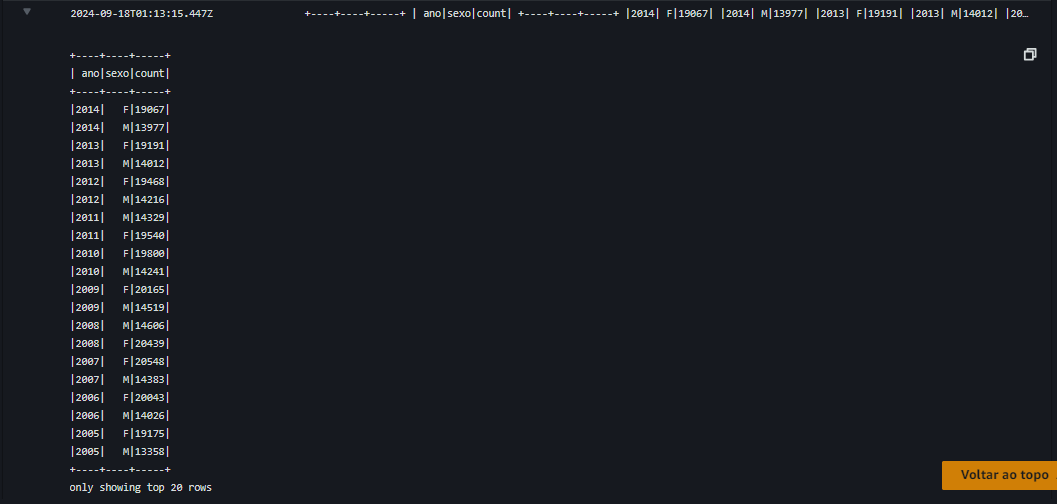 2024-09-18T01:13:15.447Z +----+----+-----+ | ano|sexo|count| +----+----+-----+ |2014| F|19067| |2014| M|13977| |2013| F|19191| |2013| M|14012| |20…
+----+----+-----+
| ano|sexo|count|
+----+----+-----+
|2014|   F|19067|
|2014|   M|13977|
|2013|   F|19191|
|2013|   M|14012|
|2012|   F|19468|
|2012|   M|14216|
|2011|   M|14329|
|2011|   F|19540|
|2010|   F|19800|
|2010|   M|14241|
|2009|   F|20165|
|2009|   M|14519|
|2008|   M|14606|
|2008|   F|20439|
|2007|   F|20548|
|2007|   M|14383|
|2006|   F|20043|
|2006|   M|14026|
|2005|   F|19175|
|2005|   M|13358|
+----+----+-----+
only showing top 20 rows
Voltar ao topo